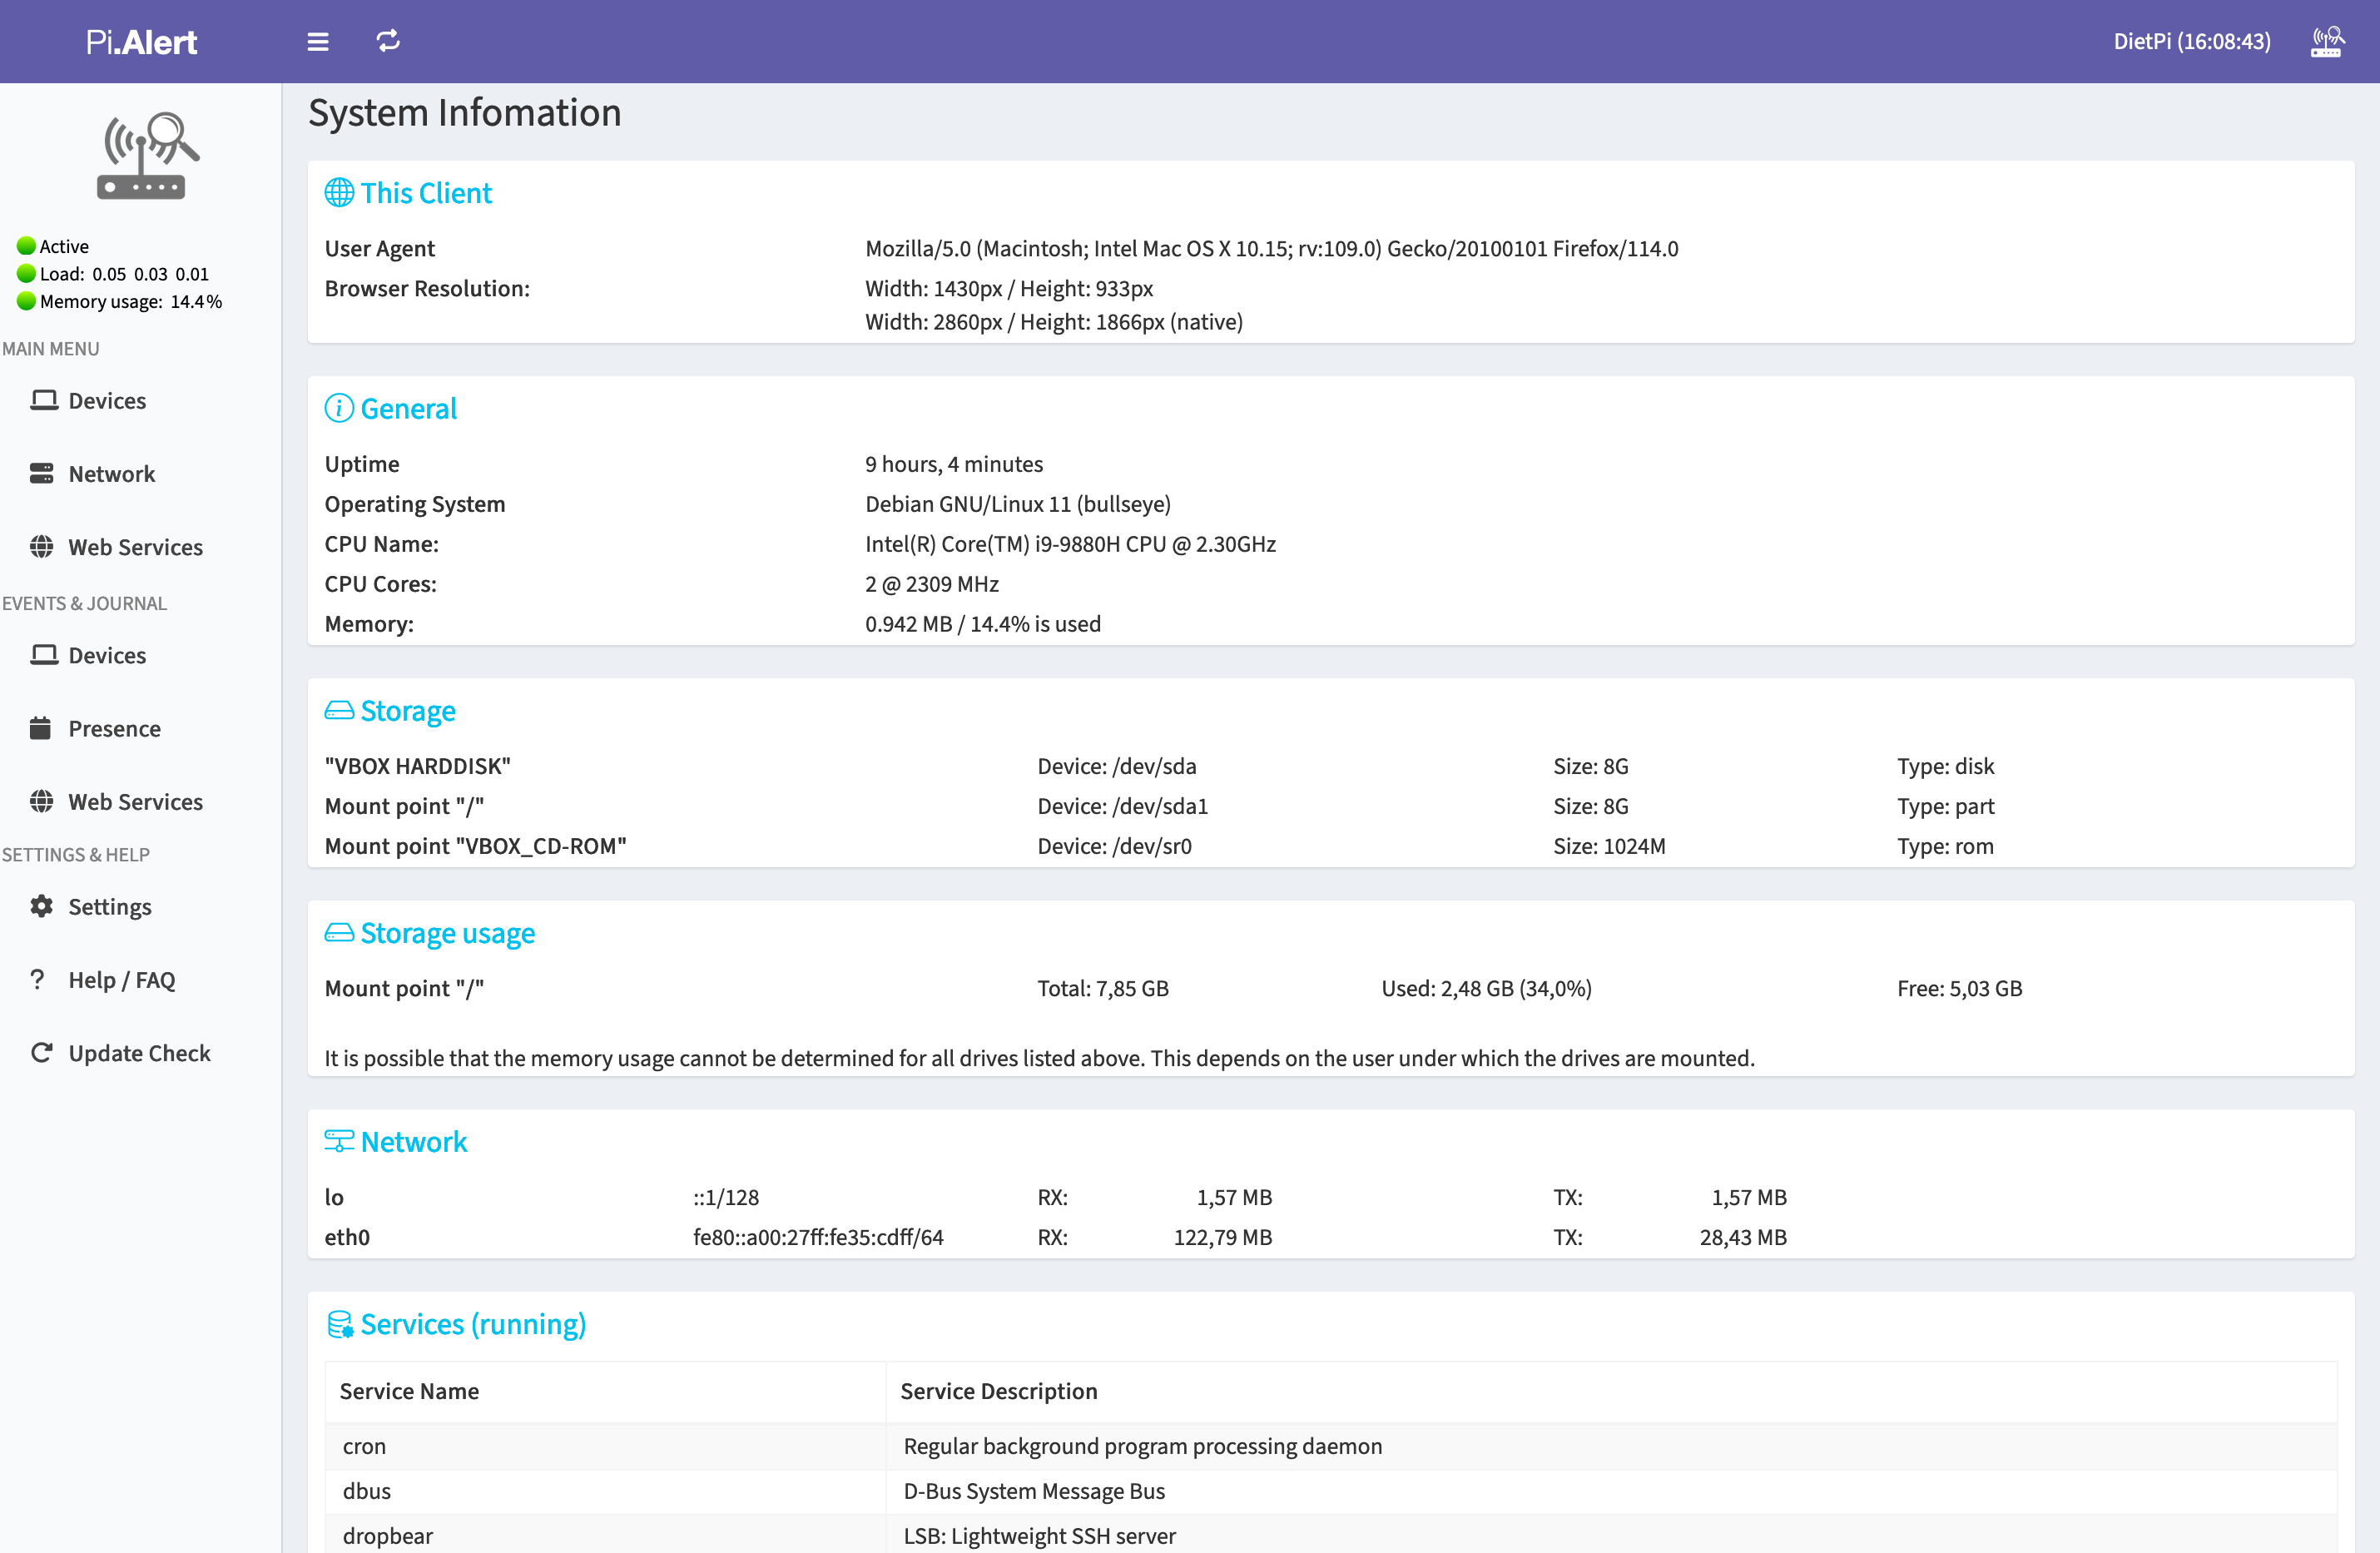 Pi.Alert
DietPi (16:08:43)
Active
Load: 0.05 0.03 0.01
Memory usage: 14.4%
MAIN MENU
Devices
Network
Web Services
EVENTS & JOURNAL
Devices
Presence
Web Services
SETTINGS & HELP
Settings
Help / FAQ
Update Check
System Infomation
This Client
User Agent Mozilla/5.0 (Macintosh; Intel Mac OS X 10.15; rv:109.0) Gecko/20100101 Firefox/114.0
Browser Resolution: Width: 1430px / Height: 933px
Width: 2860px / Height: 1866px (native)
General
Uptime 9 hours, 4 minutes
Operating System Debian GNU/Linux 11 (bullseye)
CPU Name: Intel(R) Core(TM) i9-9880H CPU @ 2.30GHz
CPU Cores: 2 @ 2309 MHz
Memory: 0.942 MB / 14.4% is used
Storage
"VBOX HARDDISK" Device: /dev/sda Size: 8G Type: disk
Mount point "/" Device: /dev/sda1 Size: 8G Type: part
Mount point "VBOX_CD-ROM" Device: /dev/sr0 Size: 1024M Type: rom
Storage usage
Mount point "/" Total: 7,85 GB Used: 2,48 GB (34,0%) Free: 5,03 GB
It is possible that the memory usage cannot be determined for all drives listed above. This depends on the user under which the drives are mounted.
Network
lo ::1/128 RX: 1,57 MB TX: 1,57 MB
eth0 fe80::a00:27ff:fe35:cdff/64 RX: 122,79 MB TX: 28,43 MB
Services (running)
Service Name Service Description
cron Regular background program processing daemon
dbus D-Bus System Message Bus
dropbear LSB: Lightweight SSH server